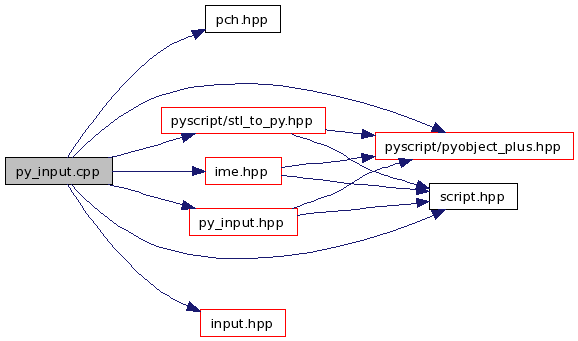 pch.hpp
pyscript/stl_to_py.hpp
pyscript/pyobject_plus.hpp
py_input.cpp
ime.hpp
script.hpp
py_input.hpp
input.hpp